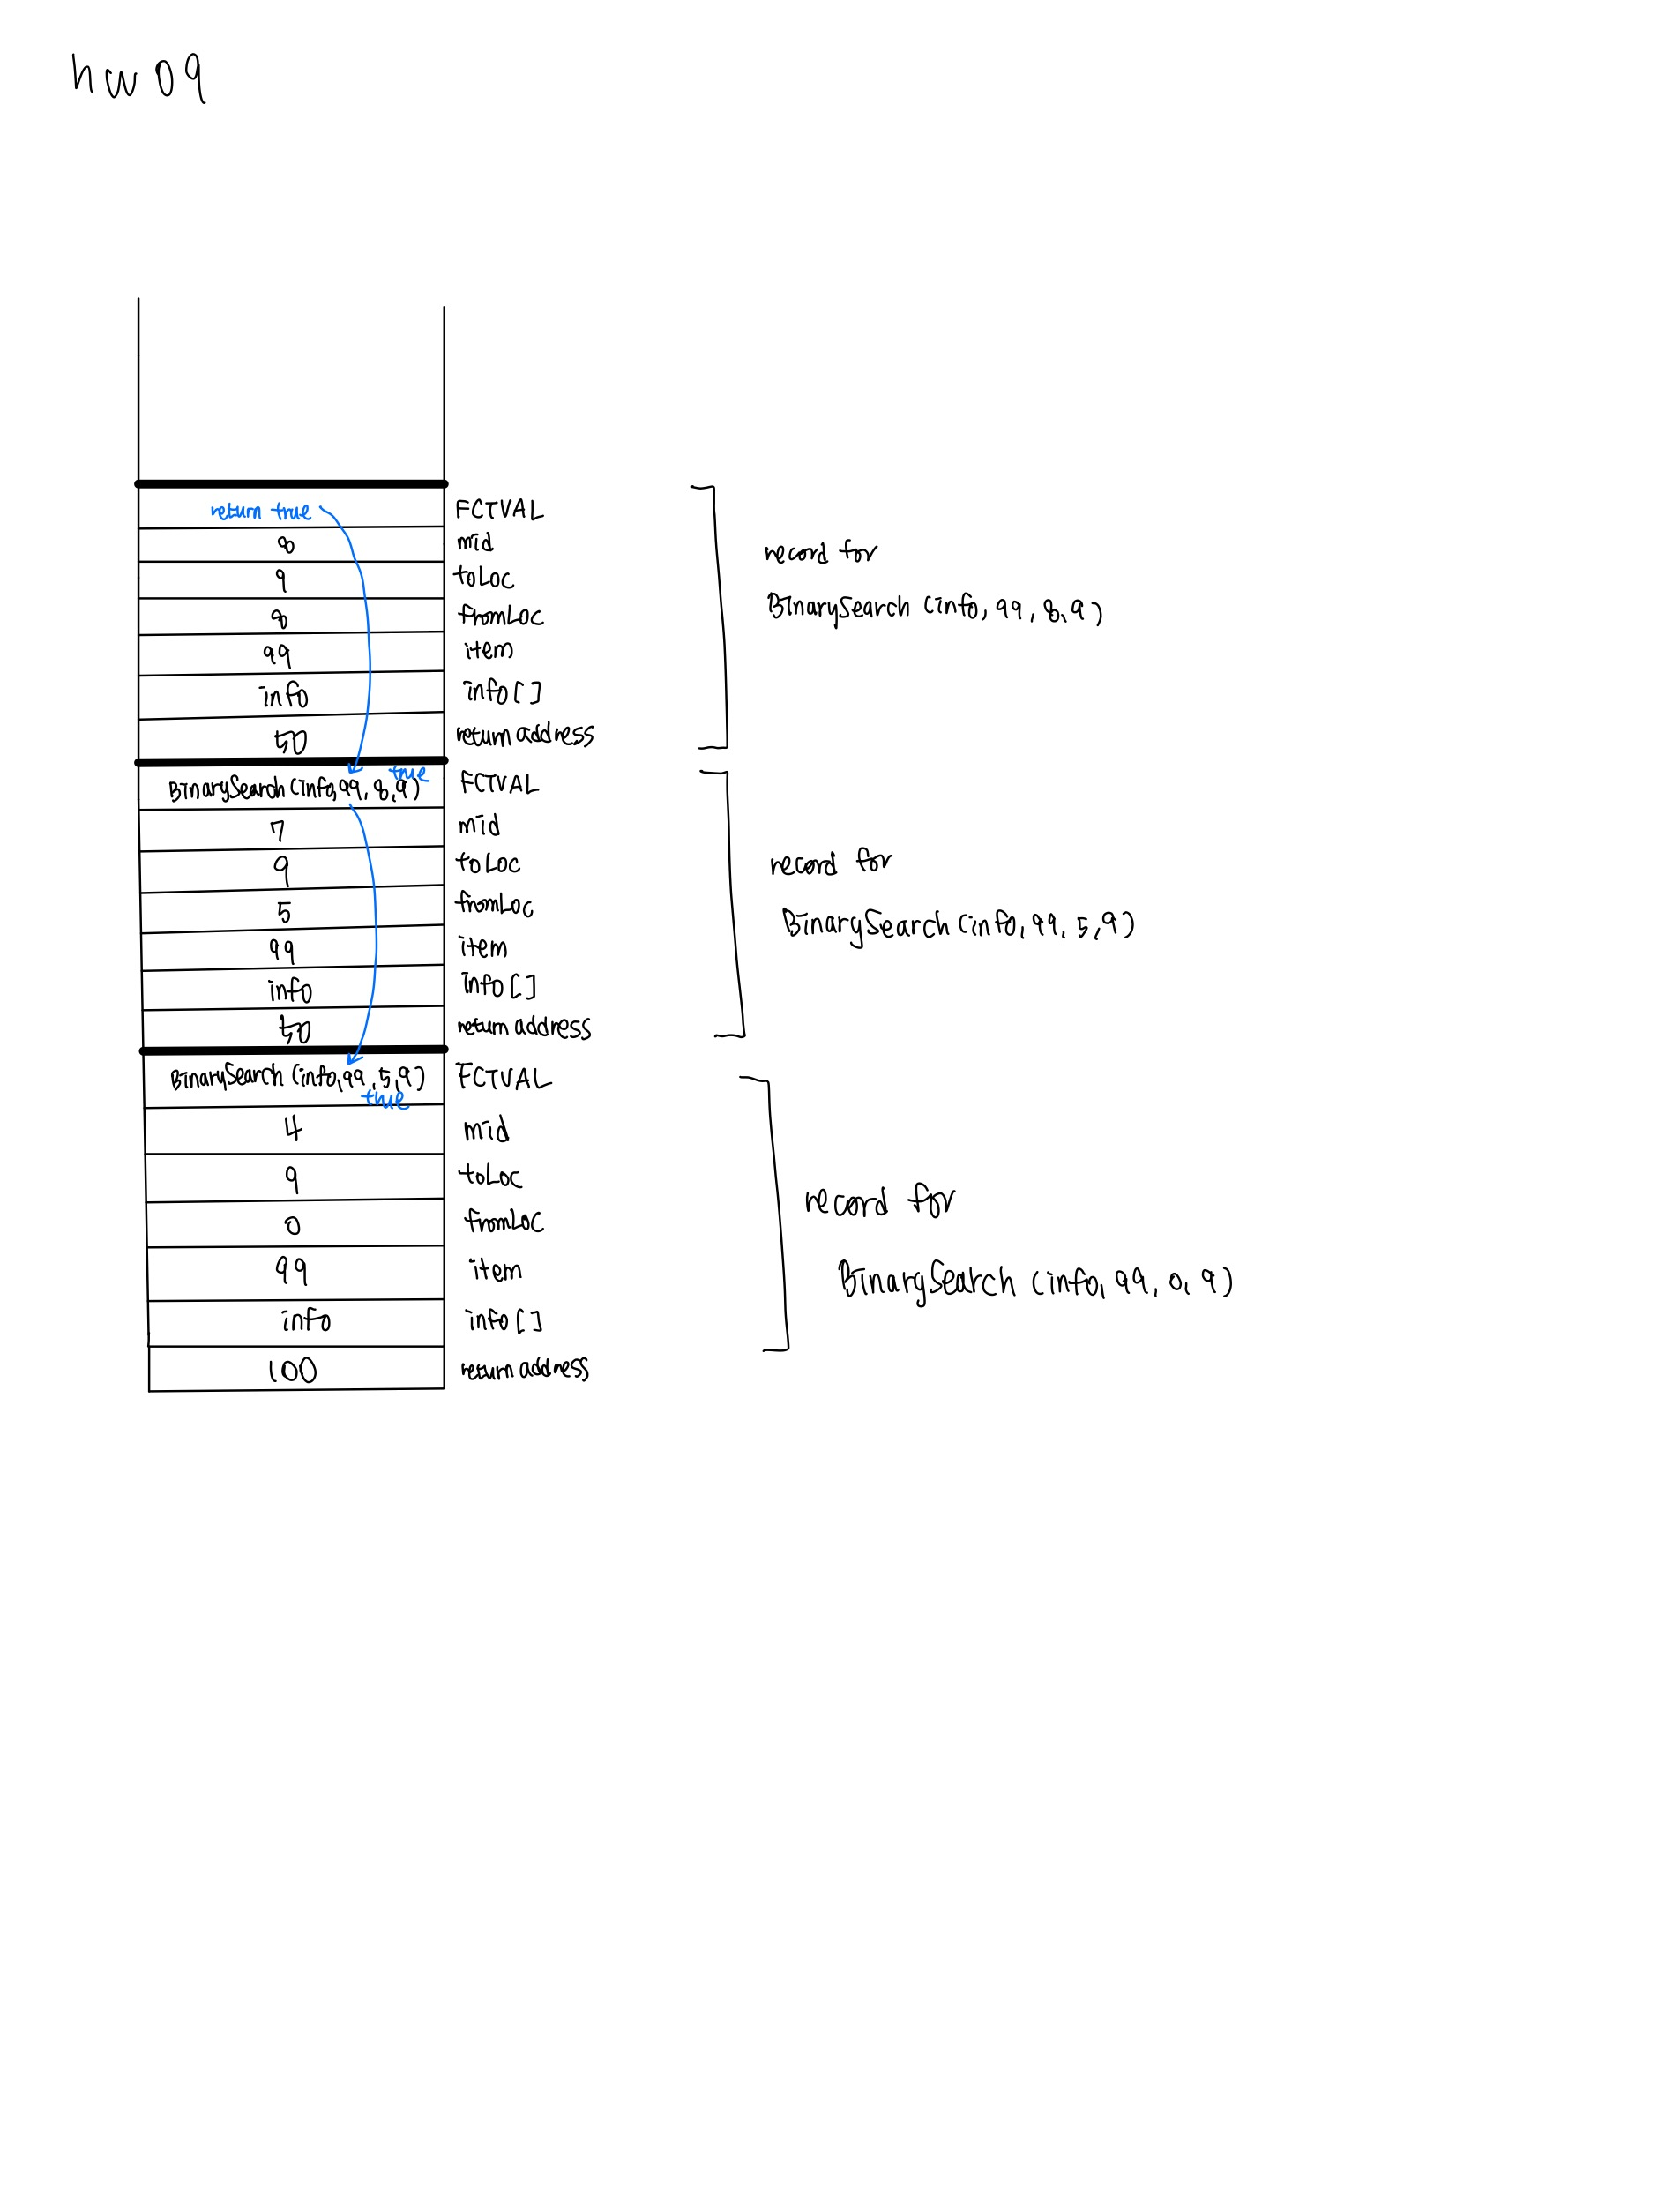 hw 09
return true FCTVAL
8 mid
9 toLoc
record for
8 fromLoc
BinarySearch (info, 99, 8, 9)
99 item
info info[]
50 return address
true
BinarySearch (info, 99, 8, 9) FCTVAL
7 mid
9 toLoc
record for
5 fromLoc
BinarySearch (info, 99, 5, 9)
99 item
info info[]
50 return address
BinarySearch (info, 99, 5, 9) FCTVAL
true
4 mid
9 toLoc
record for
0 fromLoc
99 item
BinarySearch (info, 99, 0, 9)
info info[]
100 return address